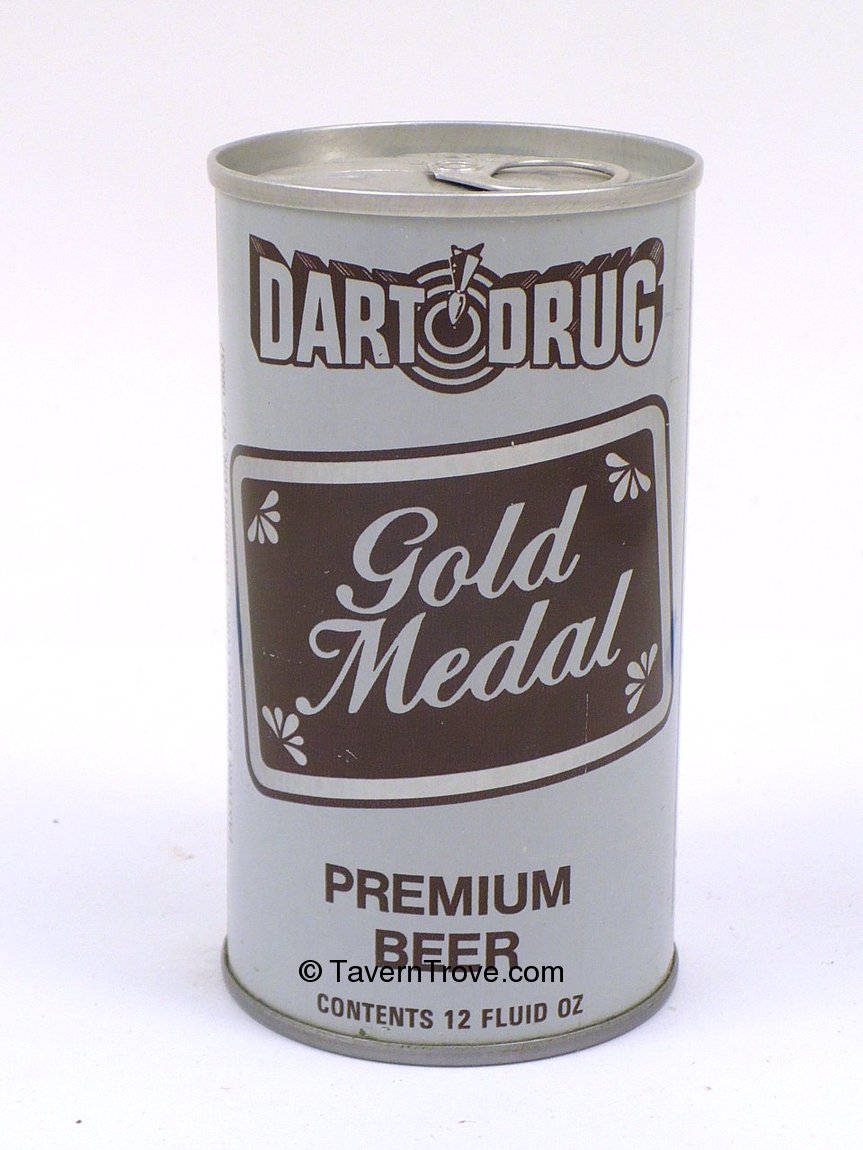 DART DRUG
Gold
Medal
PREMIUM
BEER
© TavernTrove.com
CONTENTS 12 FLUID OZ